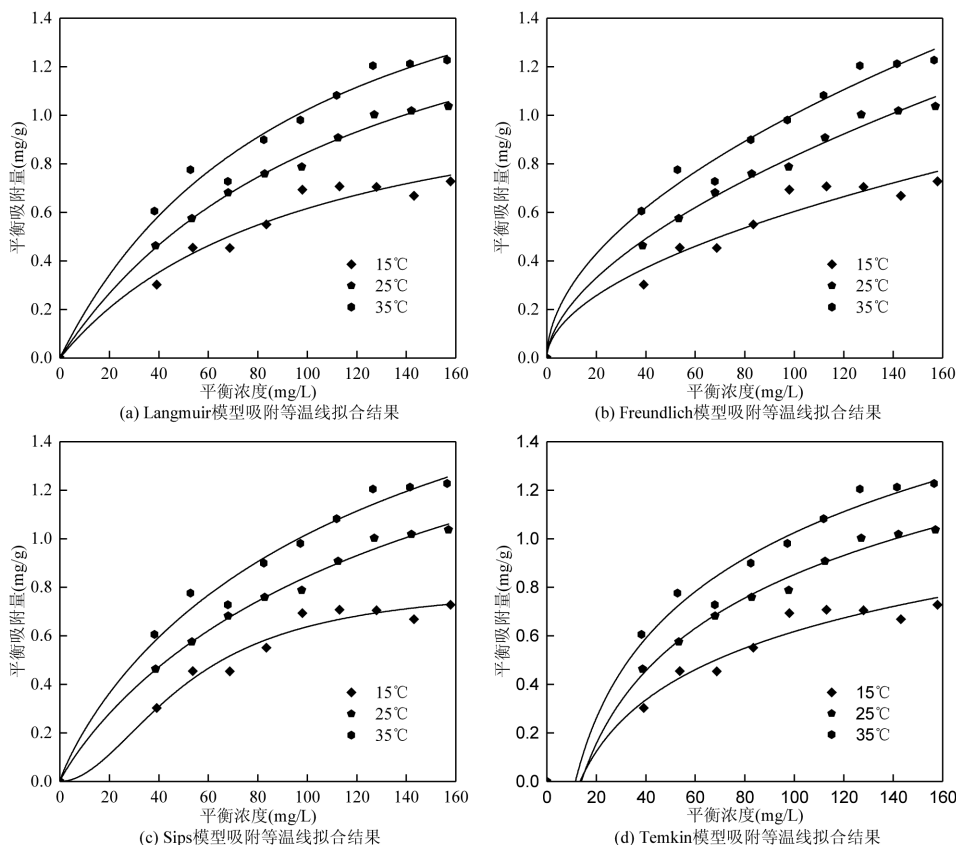 1.4
1.2
1.0
0.8
0.6
0.4
0.2
0.0
平衡吸附量(mg/g)
15℃
25℃
35℃
0 20 40 60 80 100 120 140 160
平衡浓度(mg/L)
(a) Langmuir模型吸附等温线拟合结果
1.4
1.2
1.0
0.8
0.6
0.4
0.2
0.0
平衡吸附量(mg/g)
15℃
25℃
35℃
0 20 40 60 80 100 120 140 160
平衡浓度(mg/L)
(b) Freundlich模型吸附等温线拟合结果
1.4
1.2
1.0
0.8
0.6
0.4
0.2
0.0
平衡吸附量(mg/g)
15℃
25℃
35℃
0 20 40 60 80 100 120 140 160
平衡浓度(mg/L)
(c) Sips模型吸附等温线拟合结果
1.4
1.2
1.0
0.8
0.6
0.4
0.2
0.0
平衡吸附量(mg/g)
15℃
25℃
35℃
0 20 40 60 80 100 120 140 160
平衡浓度(mg/L)
(d) Temkin模型吸附等温线拟合结果